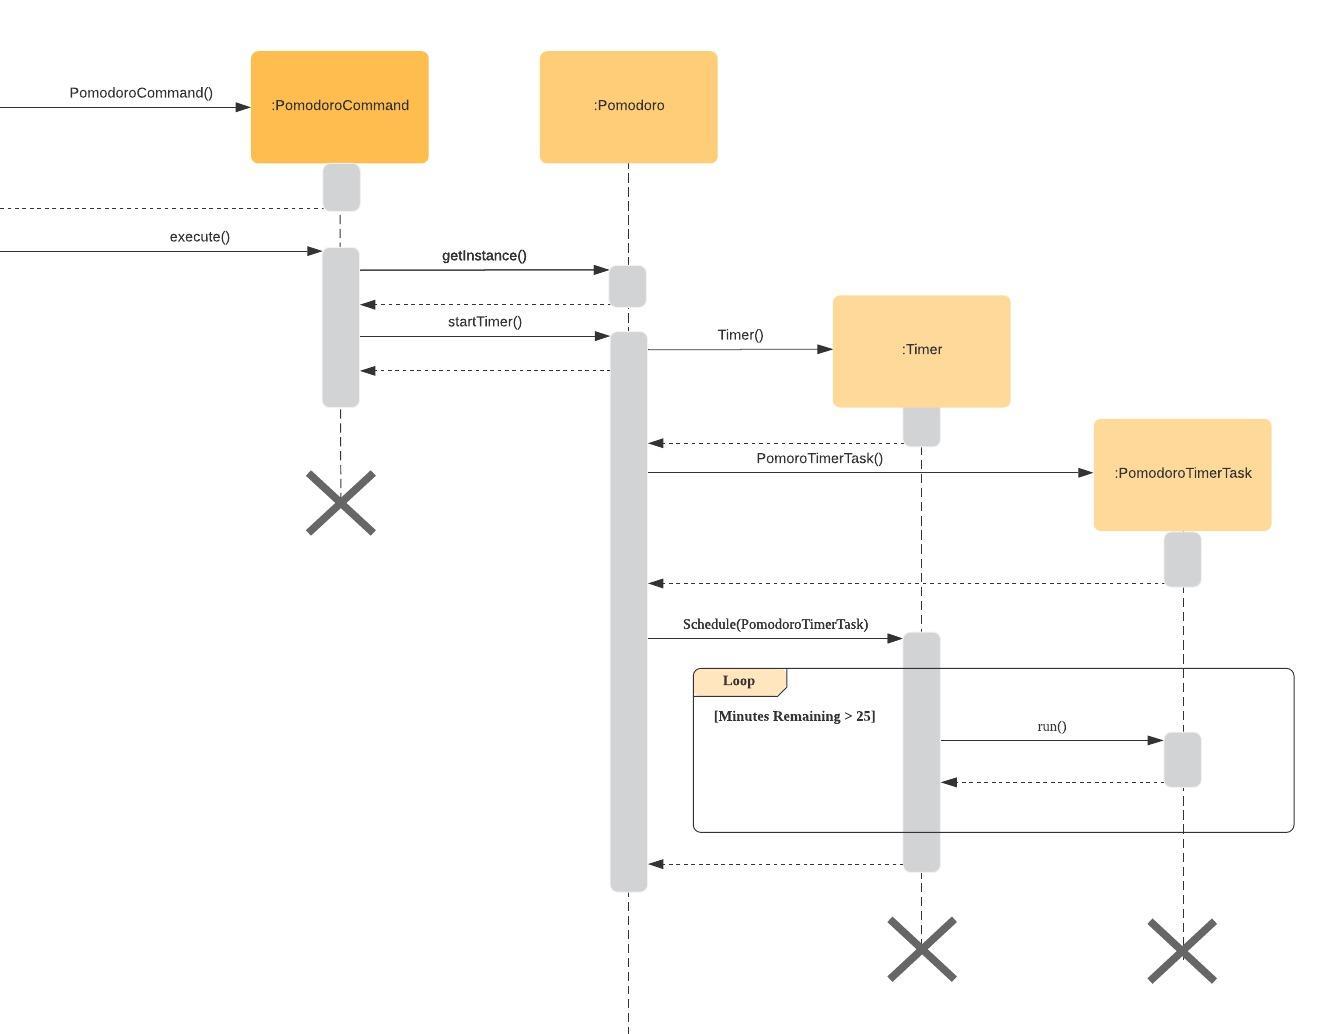 PomodoroCommand()
:PomodoroCommand
:Pomodoro
execute()
getInstance()
startTimer()
Timer()
:Timer
PomoroTimerTask()
:PomodoroTimerTask
Schedule(PomodoroTimerTask)
Loop
[Minutes Remaining > 25]
run()